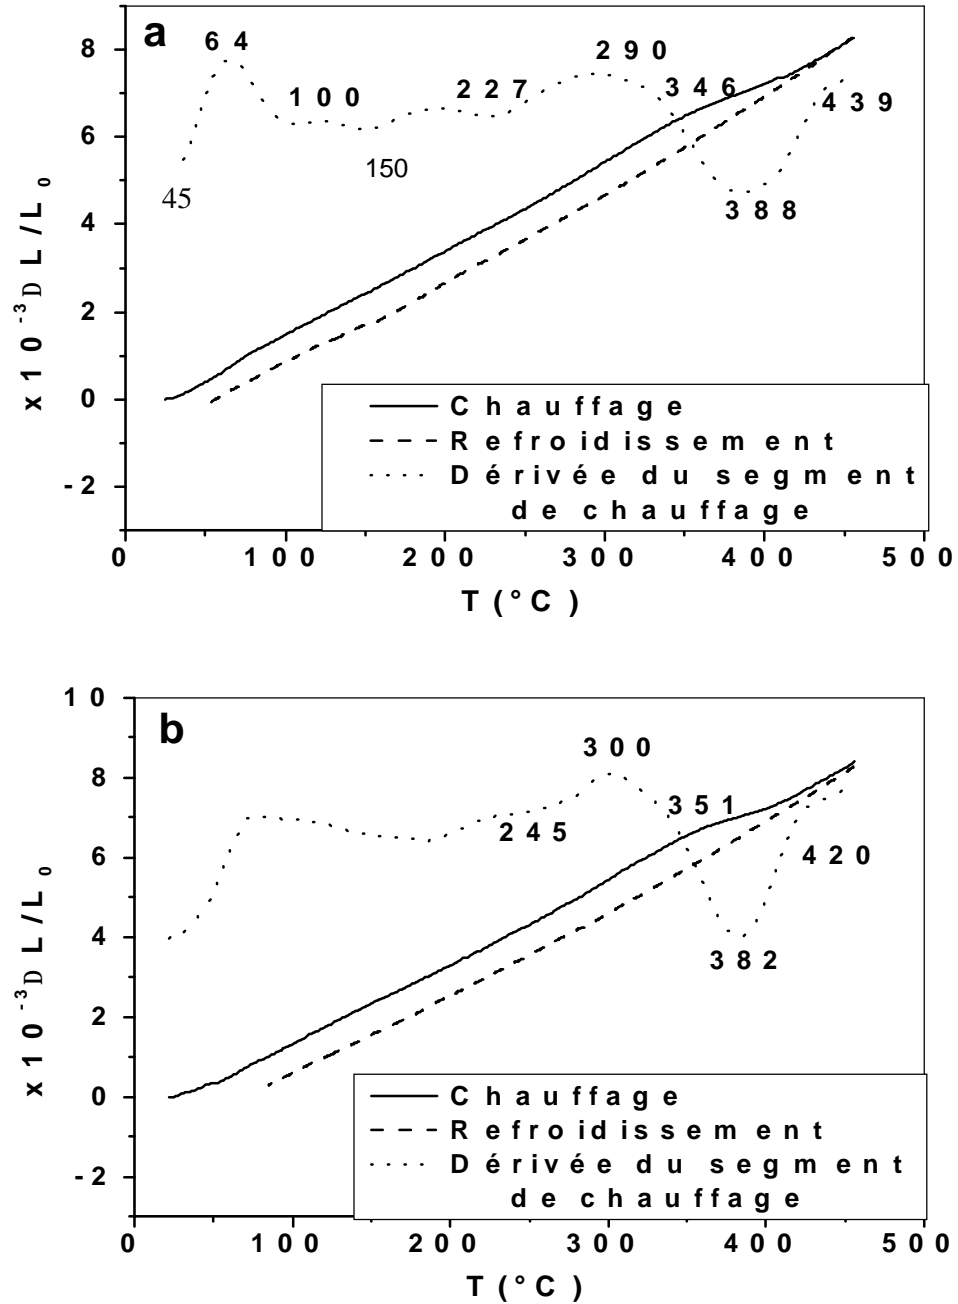 a
64
290
8
100
227
346
439
6
150
45
388
4
2
0
-2
x10⁻³D L/L₀
Chauffage
Refroidissement
Dérivée du segment
de chauffage
0 100 200 300 400 500
T(°C)
10
b
300
8
351
245
6
420
4
382
2
0
-2
x10⁻³D L/L₀
Chauffage
Refroidissement
Dérivée du segment
de chauffage
0 100 200 300 400 500
T(°C)